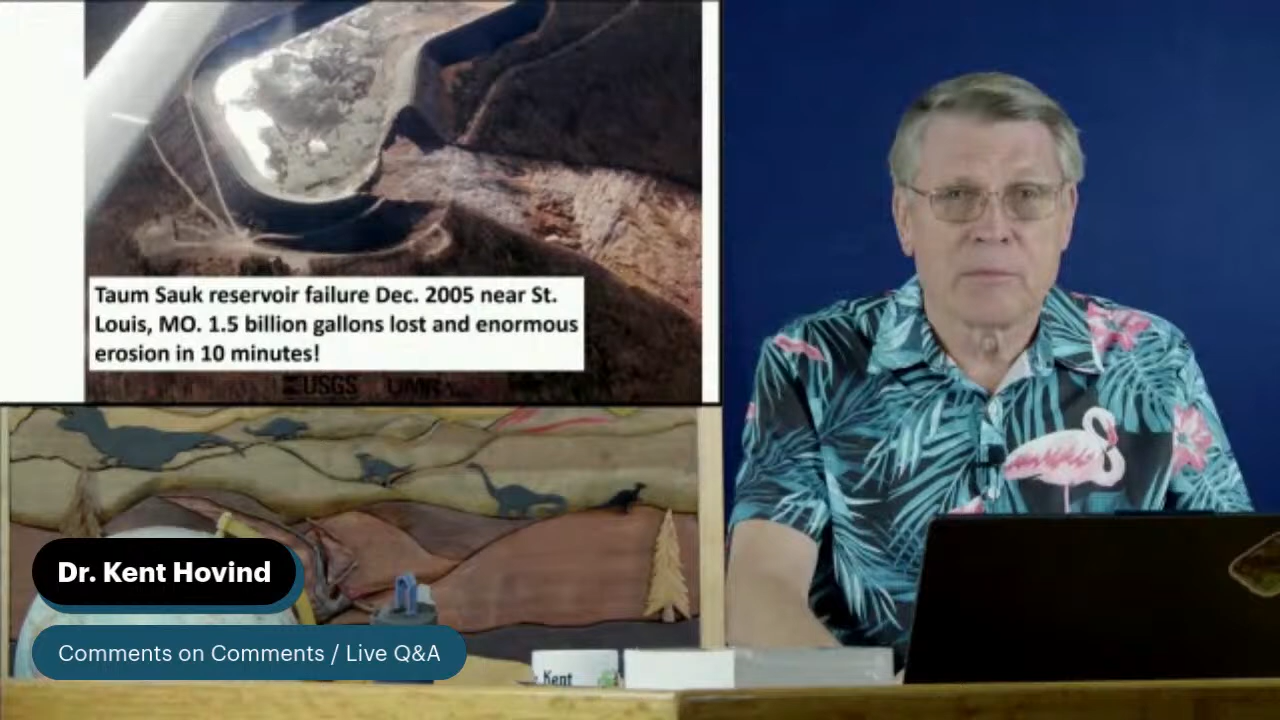 Taum Sauk reservoir failure Dec. 2005 near St.
Louis, MO. 1.5 billion gallons lost and enormous
erosion in 10 minutes!
USGS
UMR
Dr. Kent Hovind
Comments on Comments / Live Q&A
Kent